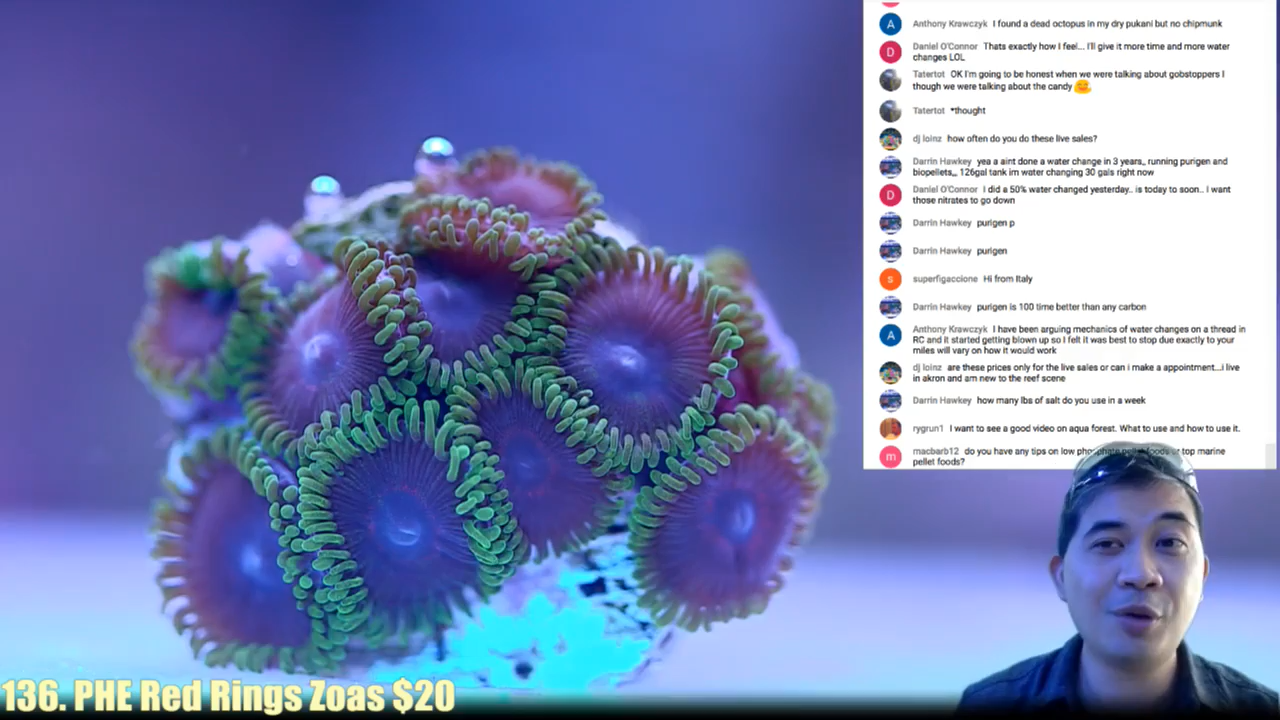 A Anthony Krawczyk I found a dead octopus in my dry pukani but no chipmunk
D Daniel O'Connor Thats exactly how I feel... I'll give it more time and more water
changes LOL
Tatertot OK I'm going to be honest when we were talking about gobstoppers I
though we were talking about the candy
Tatertot *thought
dj loinz how often do you do these live sales?
Darrin Hawkey yea a aint done a water change in 3 years,, running purigen and
biopellets,,, 126gal tank im water changing 30 gals right now
D Daniel O'Connor I did a 50% water changed yesterday.. is today to soon.. I want
those nitrates to go down
Darrin Hawkey purigen p
Darrin Hawkey purigen
s superfigaccione Hi from Italy
Darrin Hawkey purigen is 100 time better than any carbon
A Anthony Krawczyk I have been arguing mechanics of water changes on a thread in
RC and it started getting blown up so I felt it was best to stop due exactly to your
miles will vary on how it would work
dj loinz are these prices only for the live sales or can i make a appointment...i live
in akron and am new to the reef scene
Darrin Hawkey how many lbs of salt do you use in a week
rygrun1 I want to see a good video on aqua forest. What to use and how to use it.
m macbarb12 do you have any tips on low phosphate pellet foods or top marine
pellet foods?
136. PHE Red Rings Zoas $20